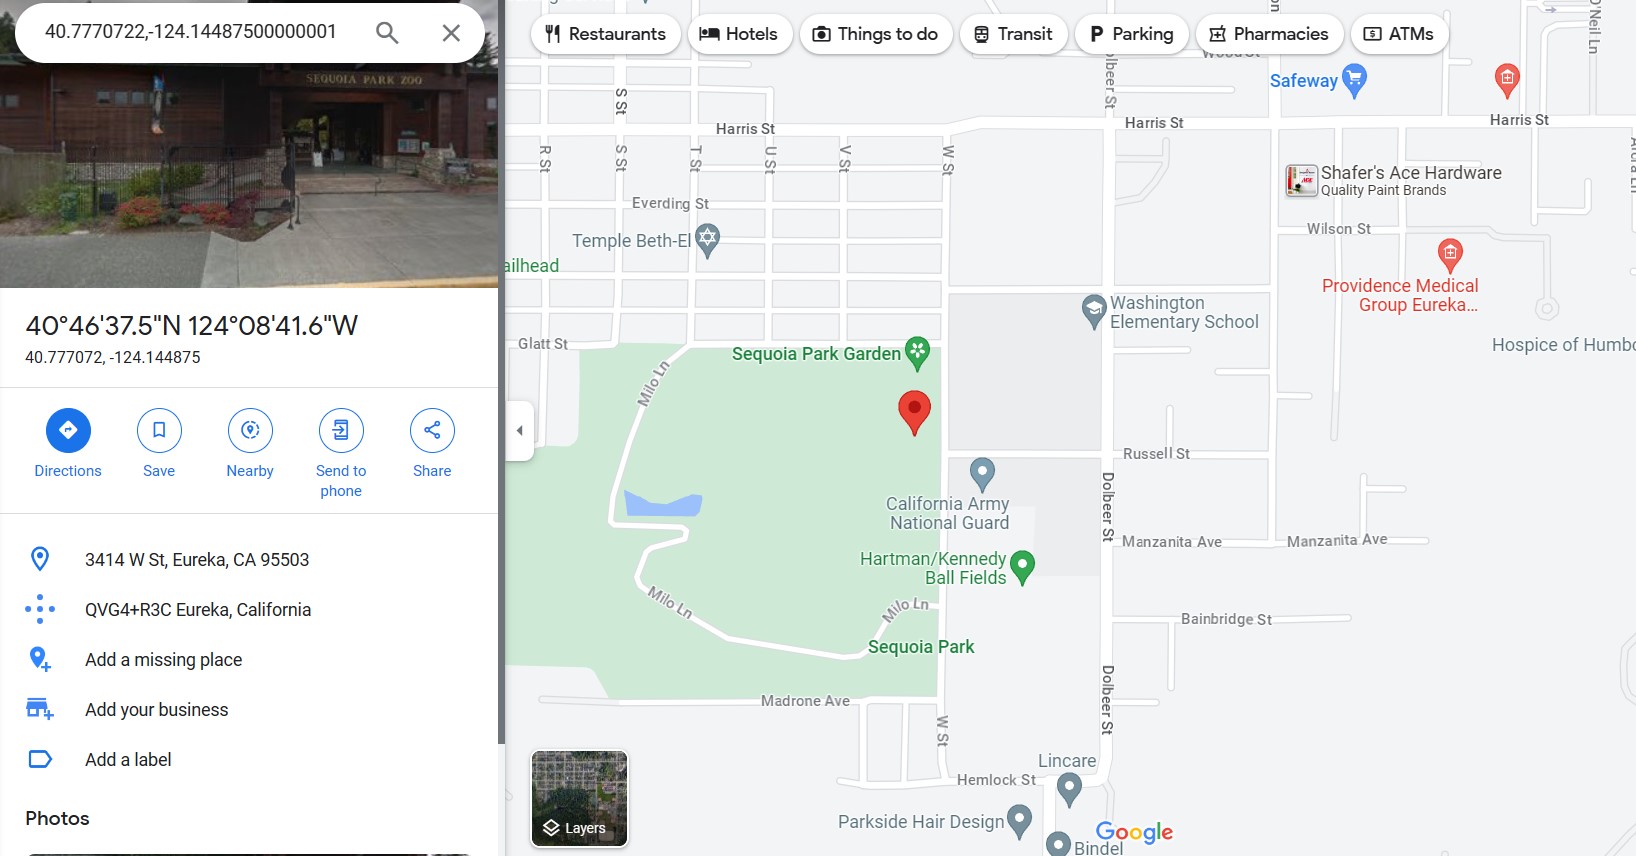 40.7770722,-124.14487500000001
SEQUOIA PARK ZOO
40°46'37.5"N 124°08'41.6"W
40.777072, -124.144875
Directions
Save
Nearby
Send to
phone
Share
3414 W St, Eureka, CA 95503
QVG4+R3C Eureka, California
Add a missing place
Add your business
Add a label
Photos
Restaurants
Hotels
Things to do
Transit
Parking
Pharmacies
ATMs
Safeway
S St
Dolbeer St
O'Neil Ln
Harris St
Harris St
Harris St
R St
S St
T St
U St
V St
W St
Shafer's Ace Hardware
Quality Paint Brands
Everding St
Temple Beth-El
Wilson St
ailhead
Providence Medical
Group Eureka...
Washington
Elementary School
Glatt St
Sequoia Park Garden
Hospice of Humbo
Milo Ln
Russell St
California Army
National Guard
Dolbeer St
Manzanita Ave
Manzanita Ave
Hartman/Kennedy
Ball Fields
Milo Ln
Milo Ln
Bainbridge St
Sequoia Park
Dolbeer St
Madrone Ave
W St
Lincare
Hemlock St
Parkside Hair Design
Google
Bindel
Layers